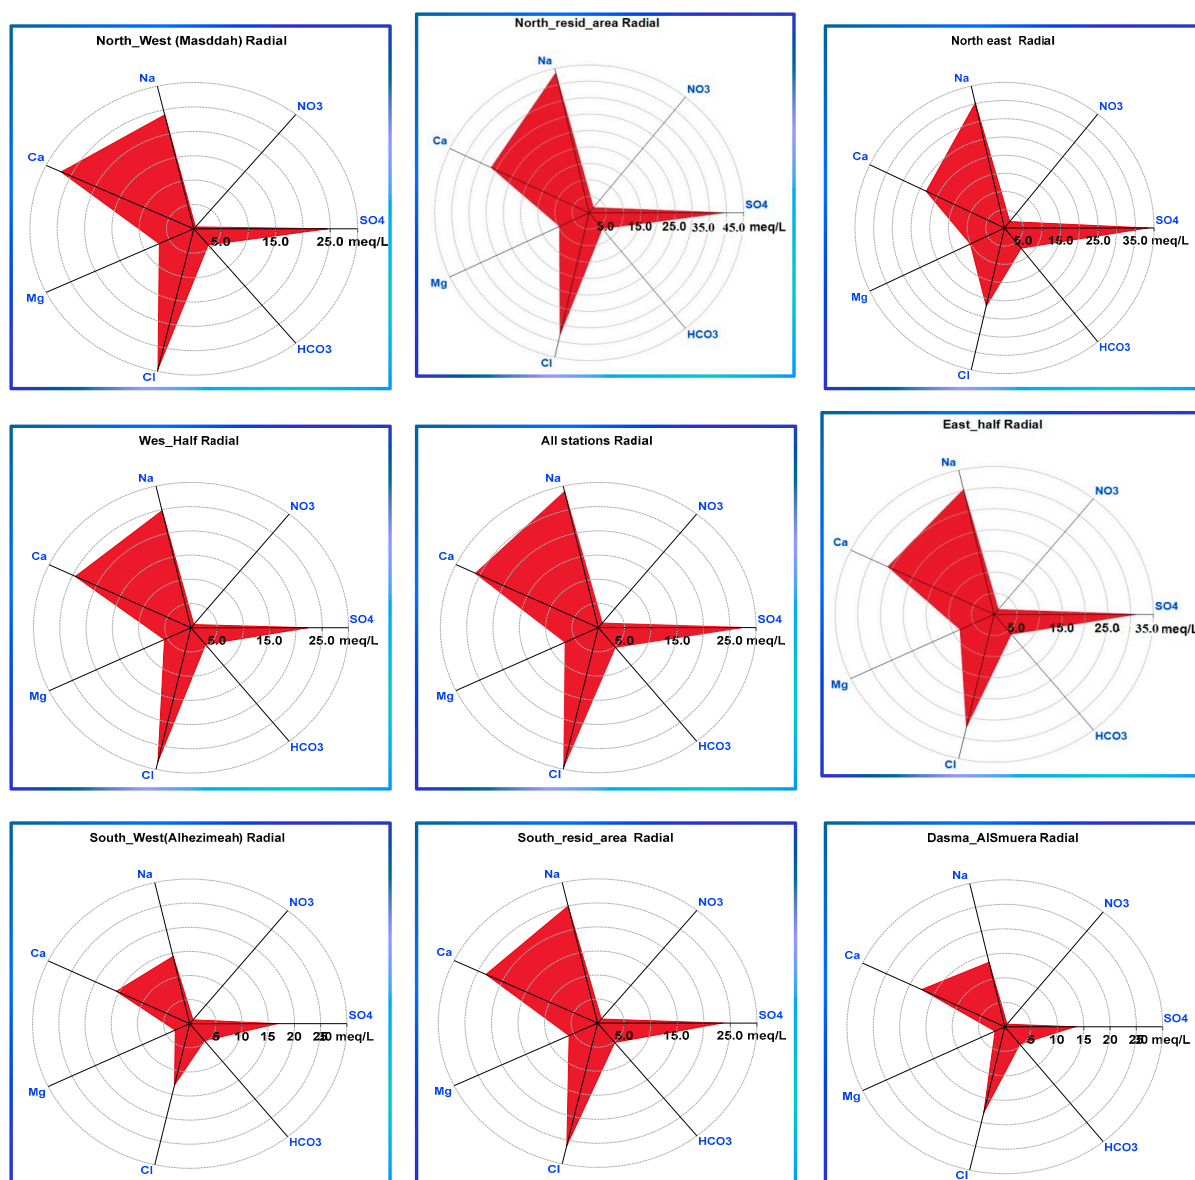 North_West (Masddah) Radial
Na
NO3
Ca
SO4
5.0 15.0 25.0 meq/L
Mg
HCO3
Cl
North_resid_area Radial
Na
NO3
Ca
SO4
5.0 15.0 25.0 35.0 45.0 meq/L
Mg
HCO3
Cl
North east Radial
Na
NO3
Ca
SO4
5.0 15.0 25.0 35.0 meq/L
Mg
HCO3
Cl
Wes_Half Radial
Na
NO3
Ca
SO4
5.0 15.0 25.0 meq/L
Mg
HCO3
Cl
All stations Radial
Na
NO3
Ca
SO4
5.0 15.0 25.0 meq/L
Mg
HCO3
Cl
East_half Radial
Na
NO3
Ca
SO4
5.0 15.0 25.0 35.0 meq/L
Mg
HCO3
Cl
South_West(Alhezimeah) Radial
Na
NO3
Ca
SO4
5 10 15 20 25 30 meq/L
Mg
HCO3
Cl
South_resid_area Radial
Na
NO3
Ca
SO4
5.0 15.0 25.0 meq/L
Mg
HCO3
Cl
Dasma_AlSmuera Radial
Na
NO3
Ca
SO4
5 10 15 20 25 30 meq/L
Mg
HCO3
Cl